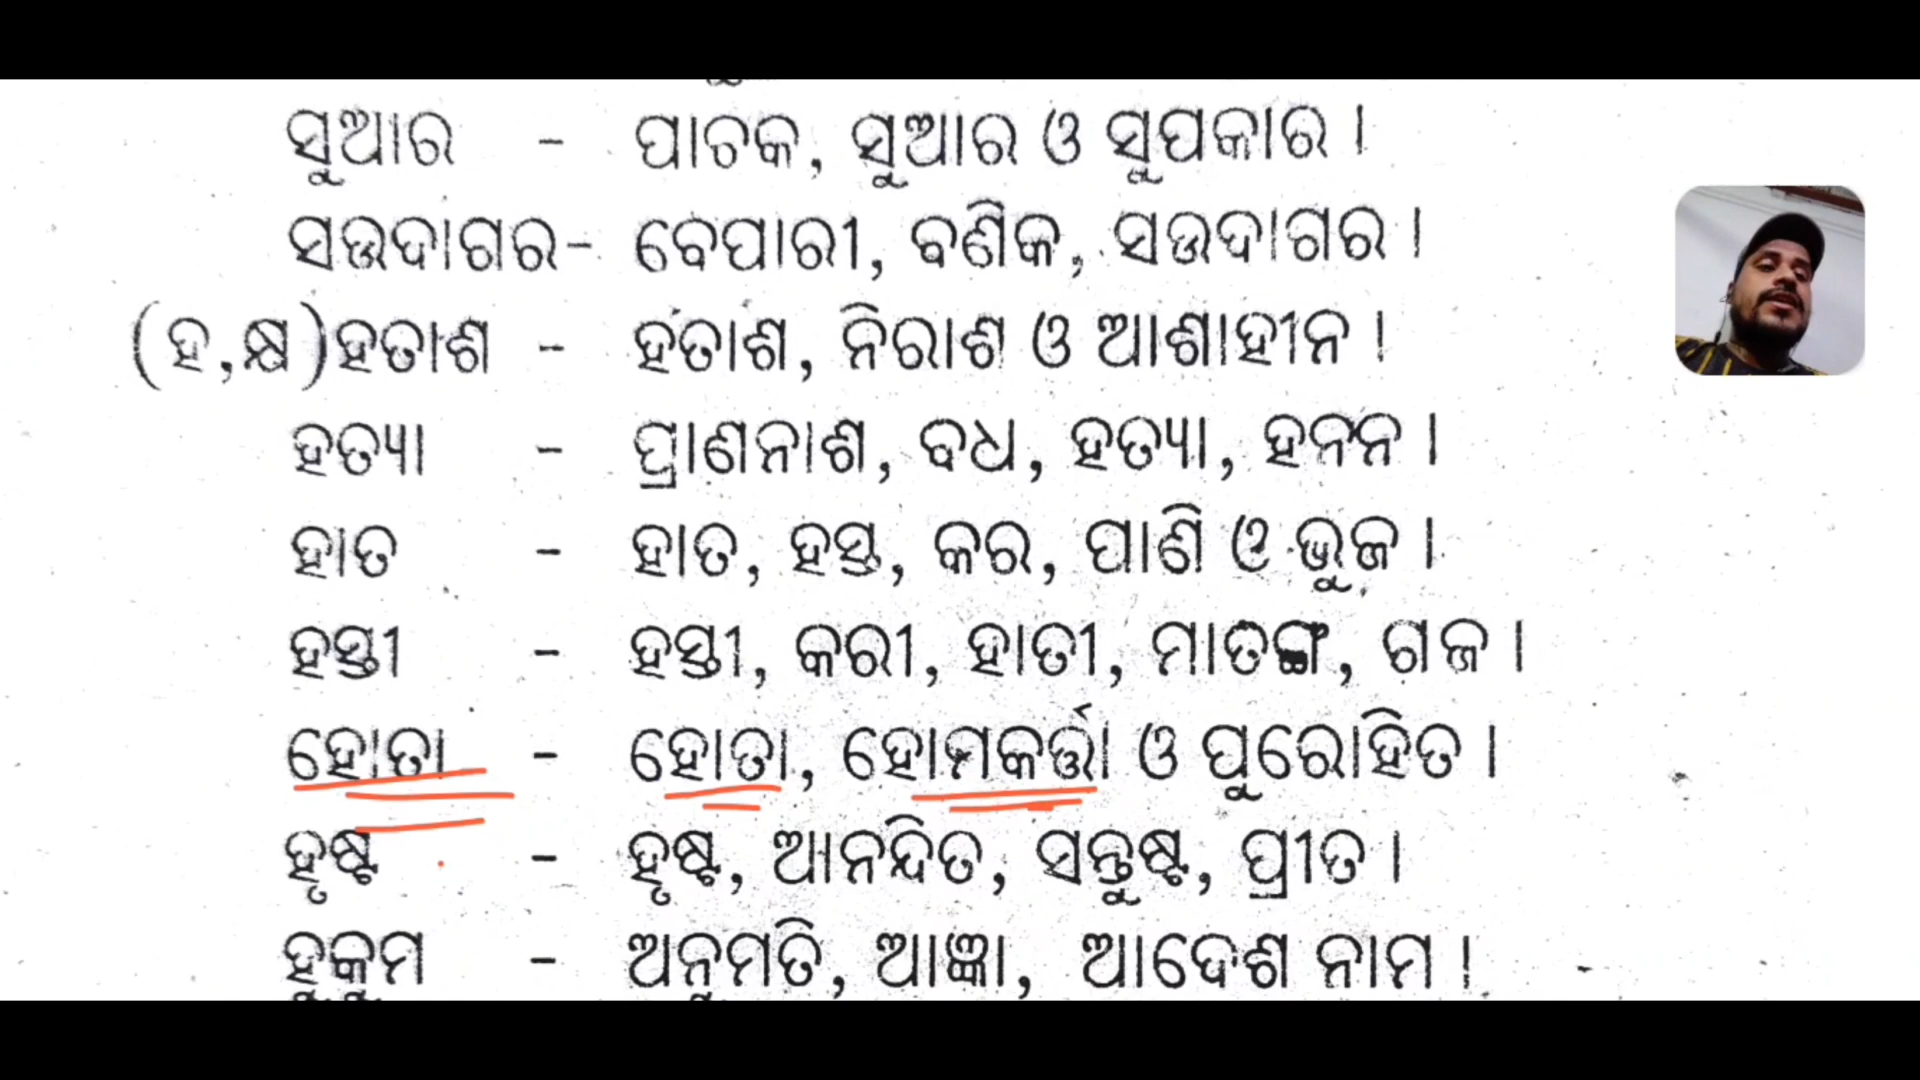 ସୁଆର - ପାଚକ, ସୁଆର ଓ ସୂପକାର ।
ସଉଦାଗର- ବେପାରୀ, ବଣିକ, ସଉଦାଗର ।
(ହ,କ୍ଷ)ହତାଶ - ହତାଶ, ନିରାଶ ଓ ଆଶାହୀନ ।
ହତ୍ୟା - ପ୍ରାଣନାଶ, ବଧ, ହତ୍ୟା, ହନନ ।
ହାତ - ହାତ, ହସ୍ତ, କର, ପାଣି ଓ ଭୁଜ ।
ହସ୍ତୀ - ହସ୍ତୀ, କରୀ, ହାତୀ, ମାତଙ୍ଗ, ଗଜ ।
ହୋତା - ହୋତା, ହୋମକର୍ତ୍ତା ଓ ପୁରୋହିତ ।
ହୃଷ୍ଟ - ହୃଷ୍ଟ, ଆନନ୍ଦିତ, ସନ୍ତୁଷ୍ଟ, ପ୍ରୀତ ।
ହୁକୁମ - ଅନୁମତି, ଆଜ୍ଞା, ଆଦେଶ ନାମ ।